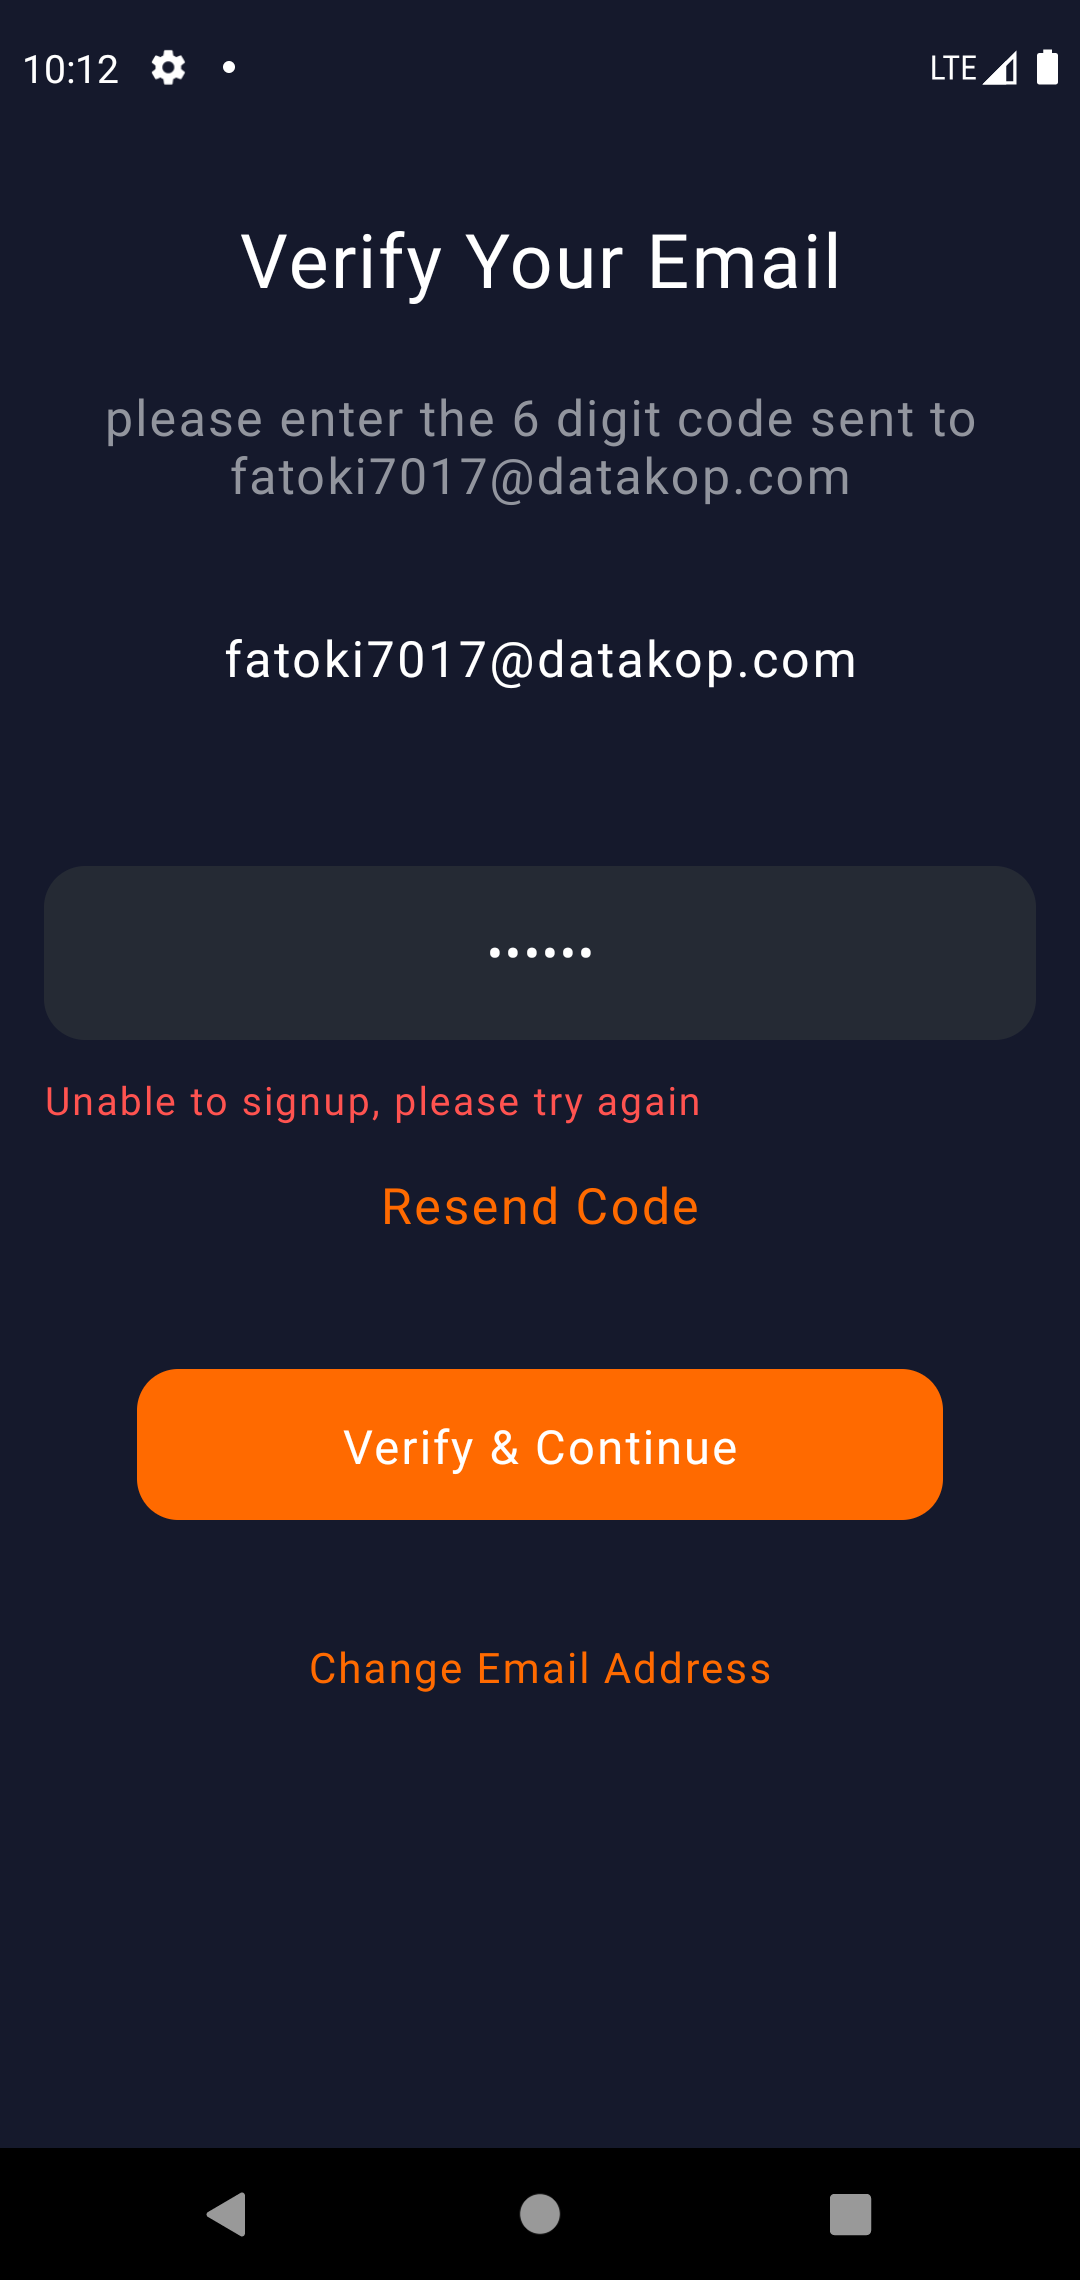 10:12
LTE
Verify Your Email
please enter the 6 digit code sent to
fatoki7017@datakop.com
fatoki7017@datakop.com
••••••
Unable to signup, please try again
Resend Code
Verify & Continue
Change Email Address